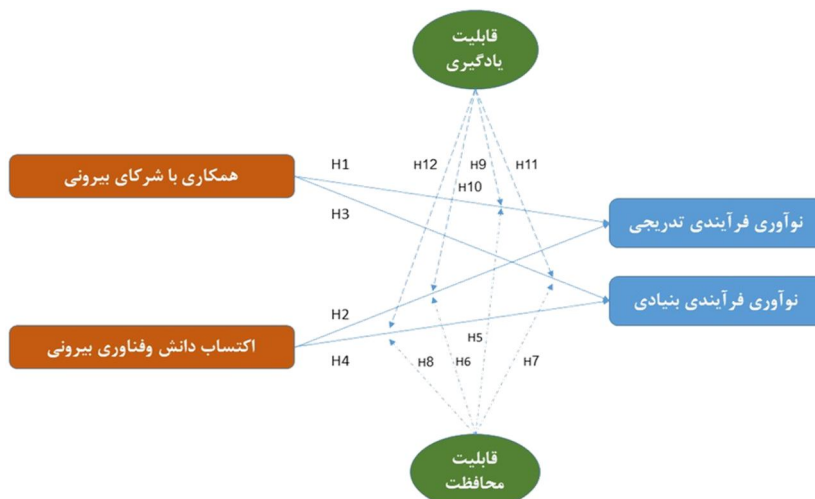 قابلیت
یادگیری
H1
H12
H9
H11
همکاری با شرکای بیرونی
H10
H3
نوآوری فرآیندی تدریجی
نوآوری فرآیندی بنیادی
H2
H5
اکتساب دانش وفناوری بیرونی
H4
H8
H6
H7
قابلیت
محافظت